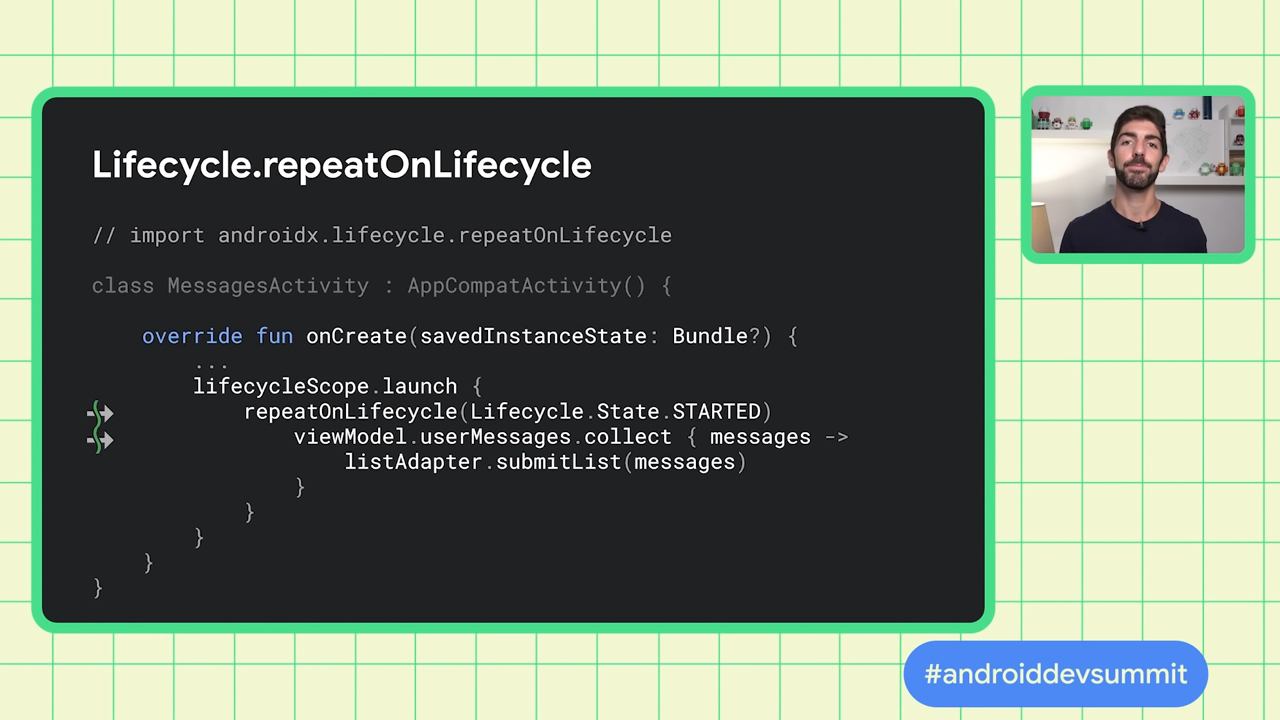 Lifecycle.repeatOnLifecycle
// import androidx.lifecycle.repeatOnLifecycle
class MessagesActivity : AppCompatActivity() {
override fun onCreate(savedInstanceState: Bundle?) {
...
lifecycleScope.launch {
repeatOnLifecycle(Lifecycle.State.STARTED)
viewModel.userMessages.collect { messages ->
listAdapter.submitList(messages)
}
}
}
}
}
#androiddevsummit